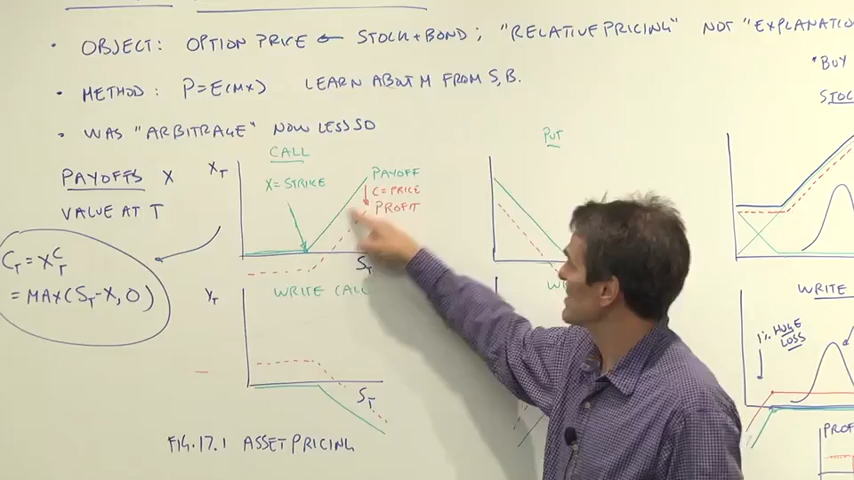 • OBJECT: OPTION PRICE ← STOCK+BOND; "RELATIVE PRICING" NOT "EXPLANATIO
• METHOD: P=E(MX) LEARN ABOUT M FROM S, B.
• WAS "ARBITRAGE" NOW LESS SO
PAYOFFS X
VALUE AT T
C_T = X_T^C
= MAX(S_T-X, 0)
X_T
CALL
X=STRIKE
PAYOFF
C=PRICE
PROFIT
S_T
Y_T
WRITE CALL
S_T
FIG.17.1 ASSET PRICING
PUT
"BUY
STOC
WRITE
1% HUGE
LOSS
PROF